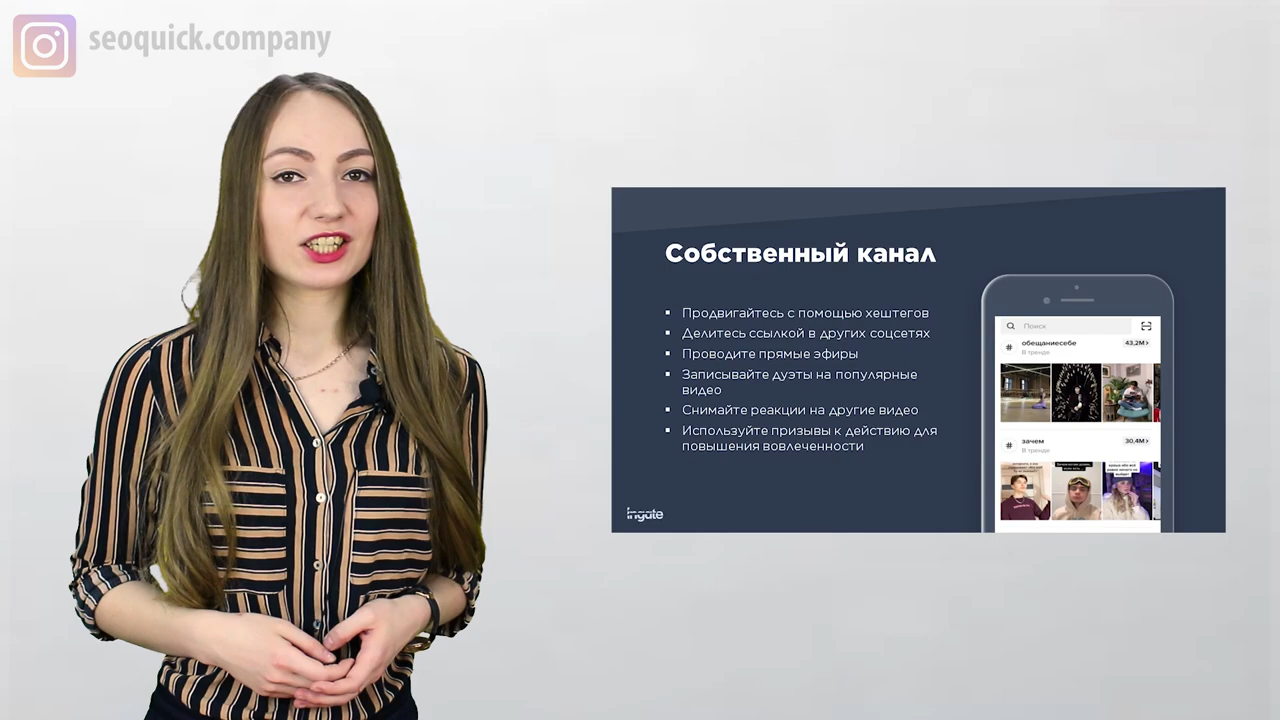 seoquick.company
Собственный канал
Продвигайтесь с помощью хештегов
Делитесь ссылкой в других соцсетях
Проводите прямые эфиры
Записывайте дуэты на популярные
видео
Снимайте реакции на другие видео
Используйте призывы к действию для
повышения вовлеченности
ingate
Поиск
# обещаниесебе 43,2M>
В тренде
# зачем 30,4M>
В тренде